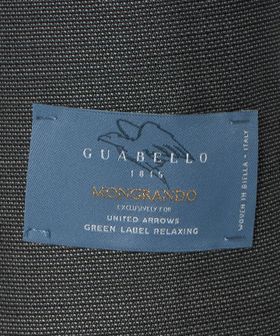 GUABELLO
1815
MONGRANDO
EXCLUSIVELY FOR
UNITED ARROWS
GREEN LABEL RELAXING
WOVEN IN BIELLA - ITALY